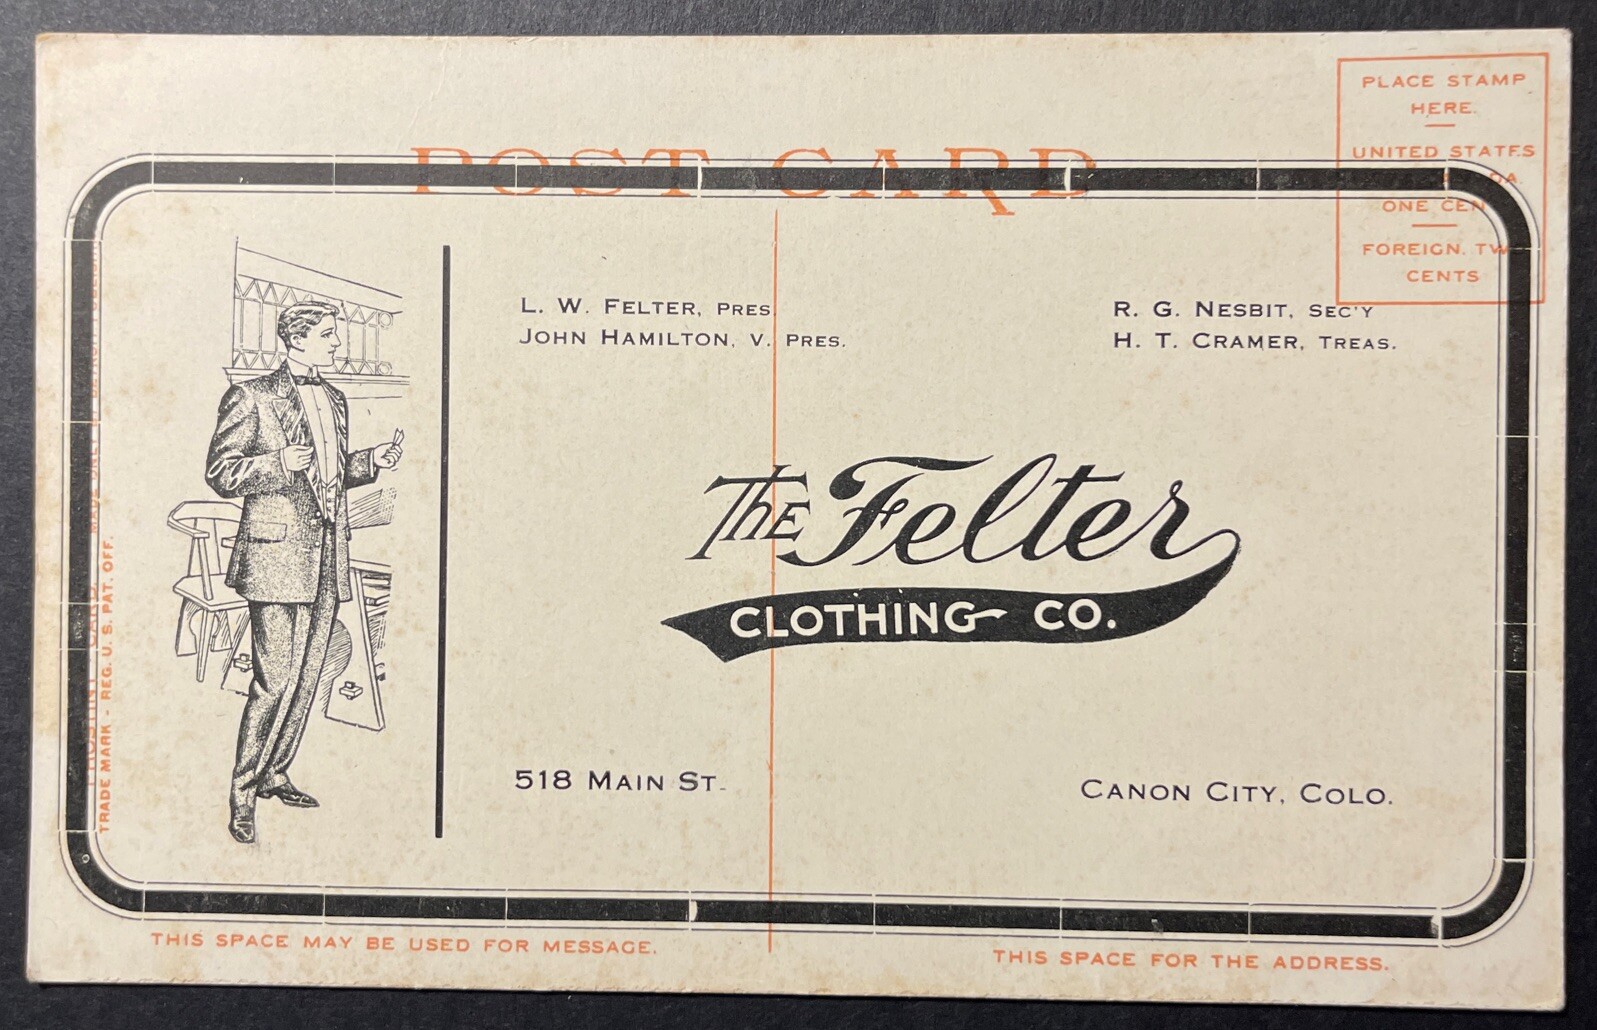 POST CARD
PLACE STAMP
HERE.
UNITED STATES
ONE CEN
FOREIGN. TW
CENTS
L. W. FELTER, PRES.
JOHN HAMILTON, V. PRES.
R. G. NESBIT, SEC'Y
H. T. CRAMER, TREAS.
THE Felter
CLOTHING CO.
518 MAIN ST.
CANON CITY, COLO.
TRADE MARK - REG. U. S. PAT. OFF.
THIS SPACE MAY BE USED FOR MESSAGE.
THIS SPACE FOR THE ADDRESS.